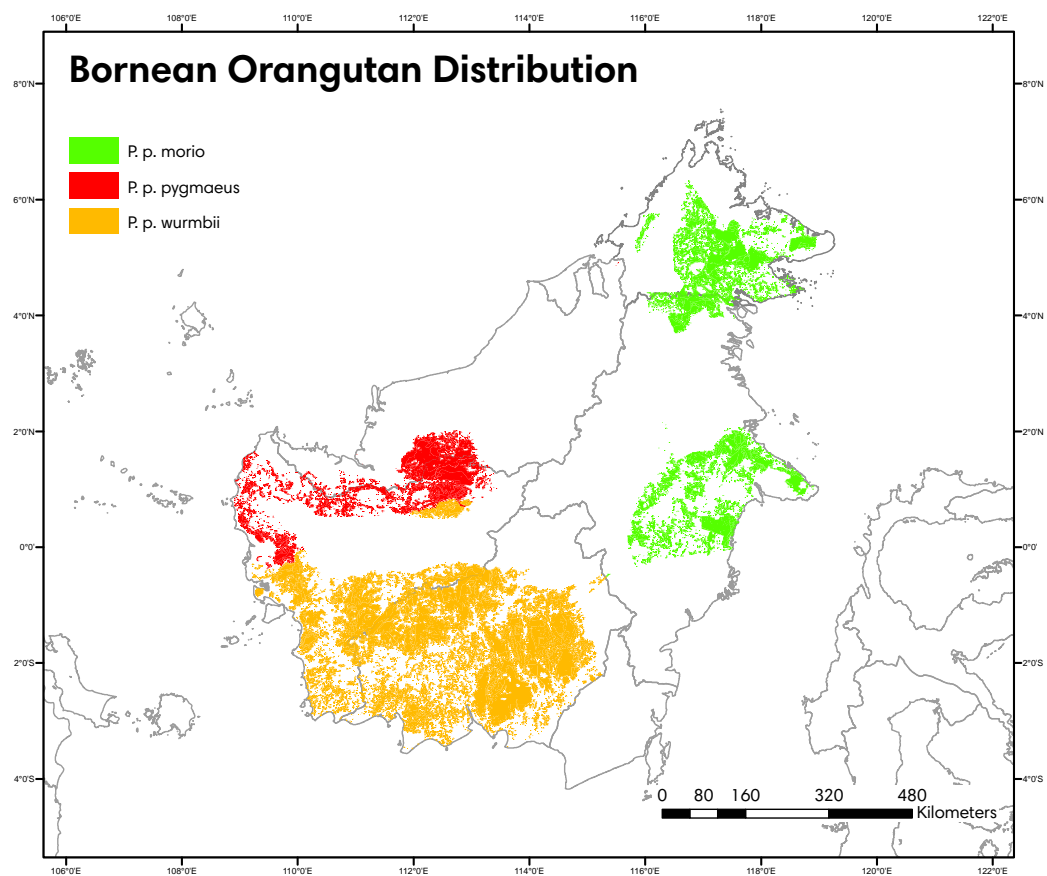 106°0'E 108°0'E 110°0'E 112°0'E 114°0'E 116°0'E 118°0'E 120°0'E 122°0'E
Bornean Orangutan Distribution
8°0'N 8°0'N
P. p. morio
P. p. pygmaeus
6°0'N 6°0'N
P. p. wurmbii
4°0'N 4°0'N
2°0'N 2°0'N
0°0' 0°0'
2°0'S 2°0'S
4°0'S 4°0'S
0 80 160 320 480
Kilometers
106°0'E 108°0'E 110°0'E 112°0'E 114°0'E 116°0'E 118°0'E 120°0'E 122°0'E